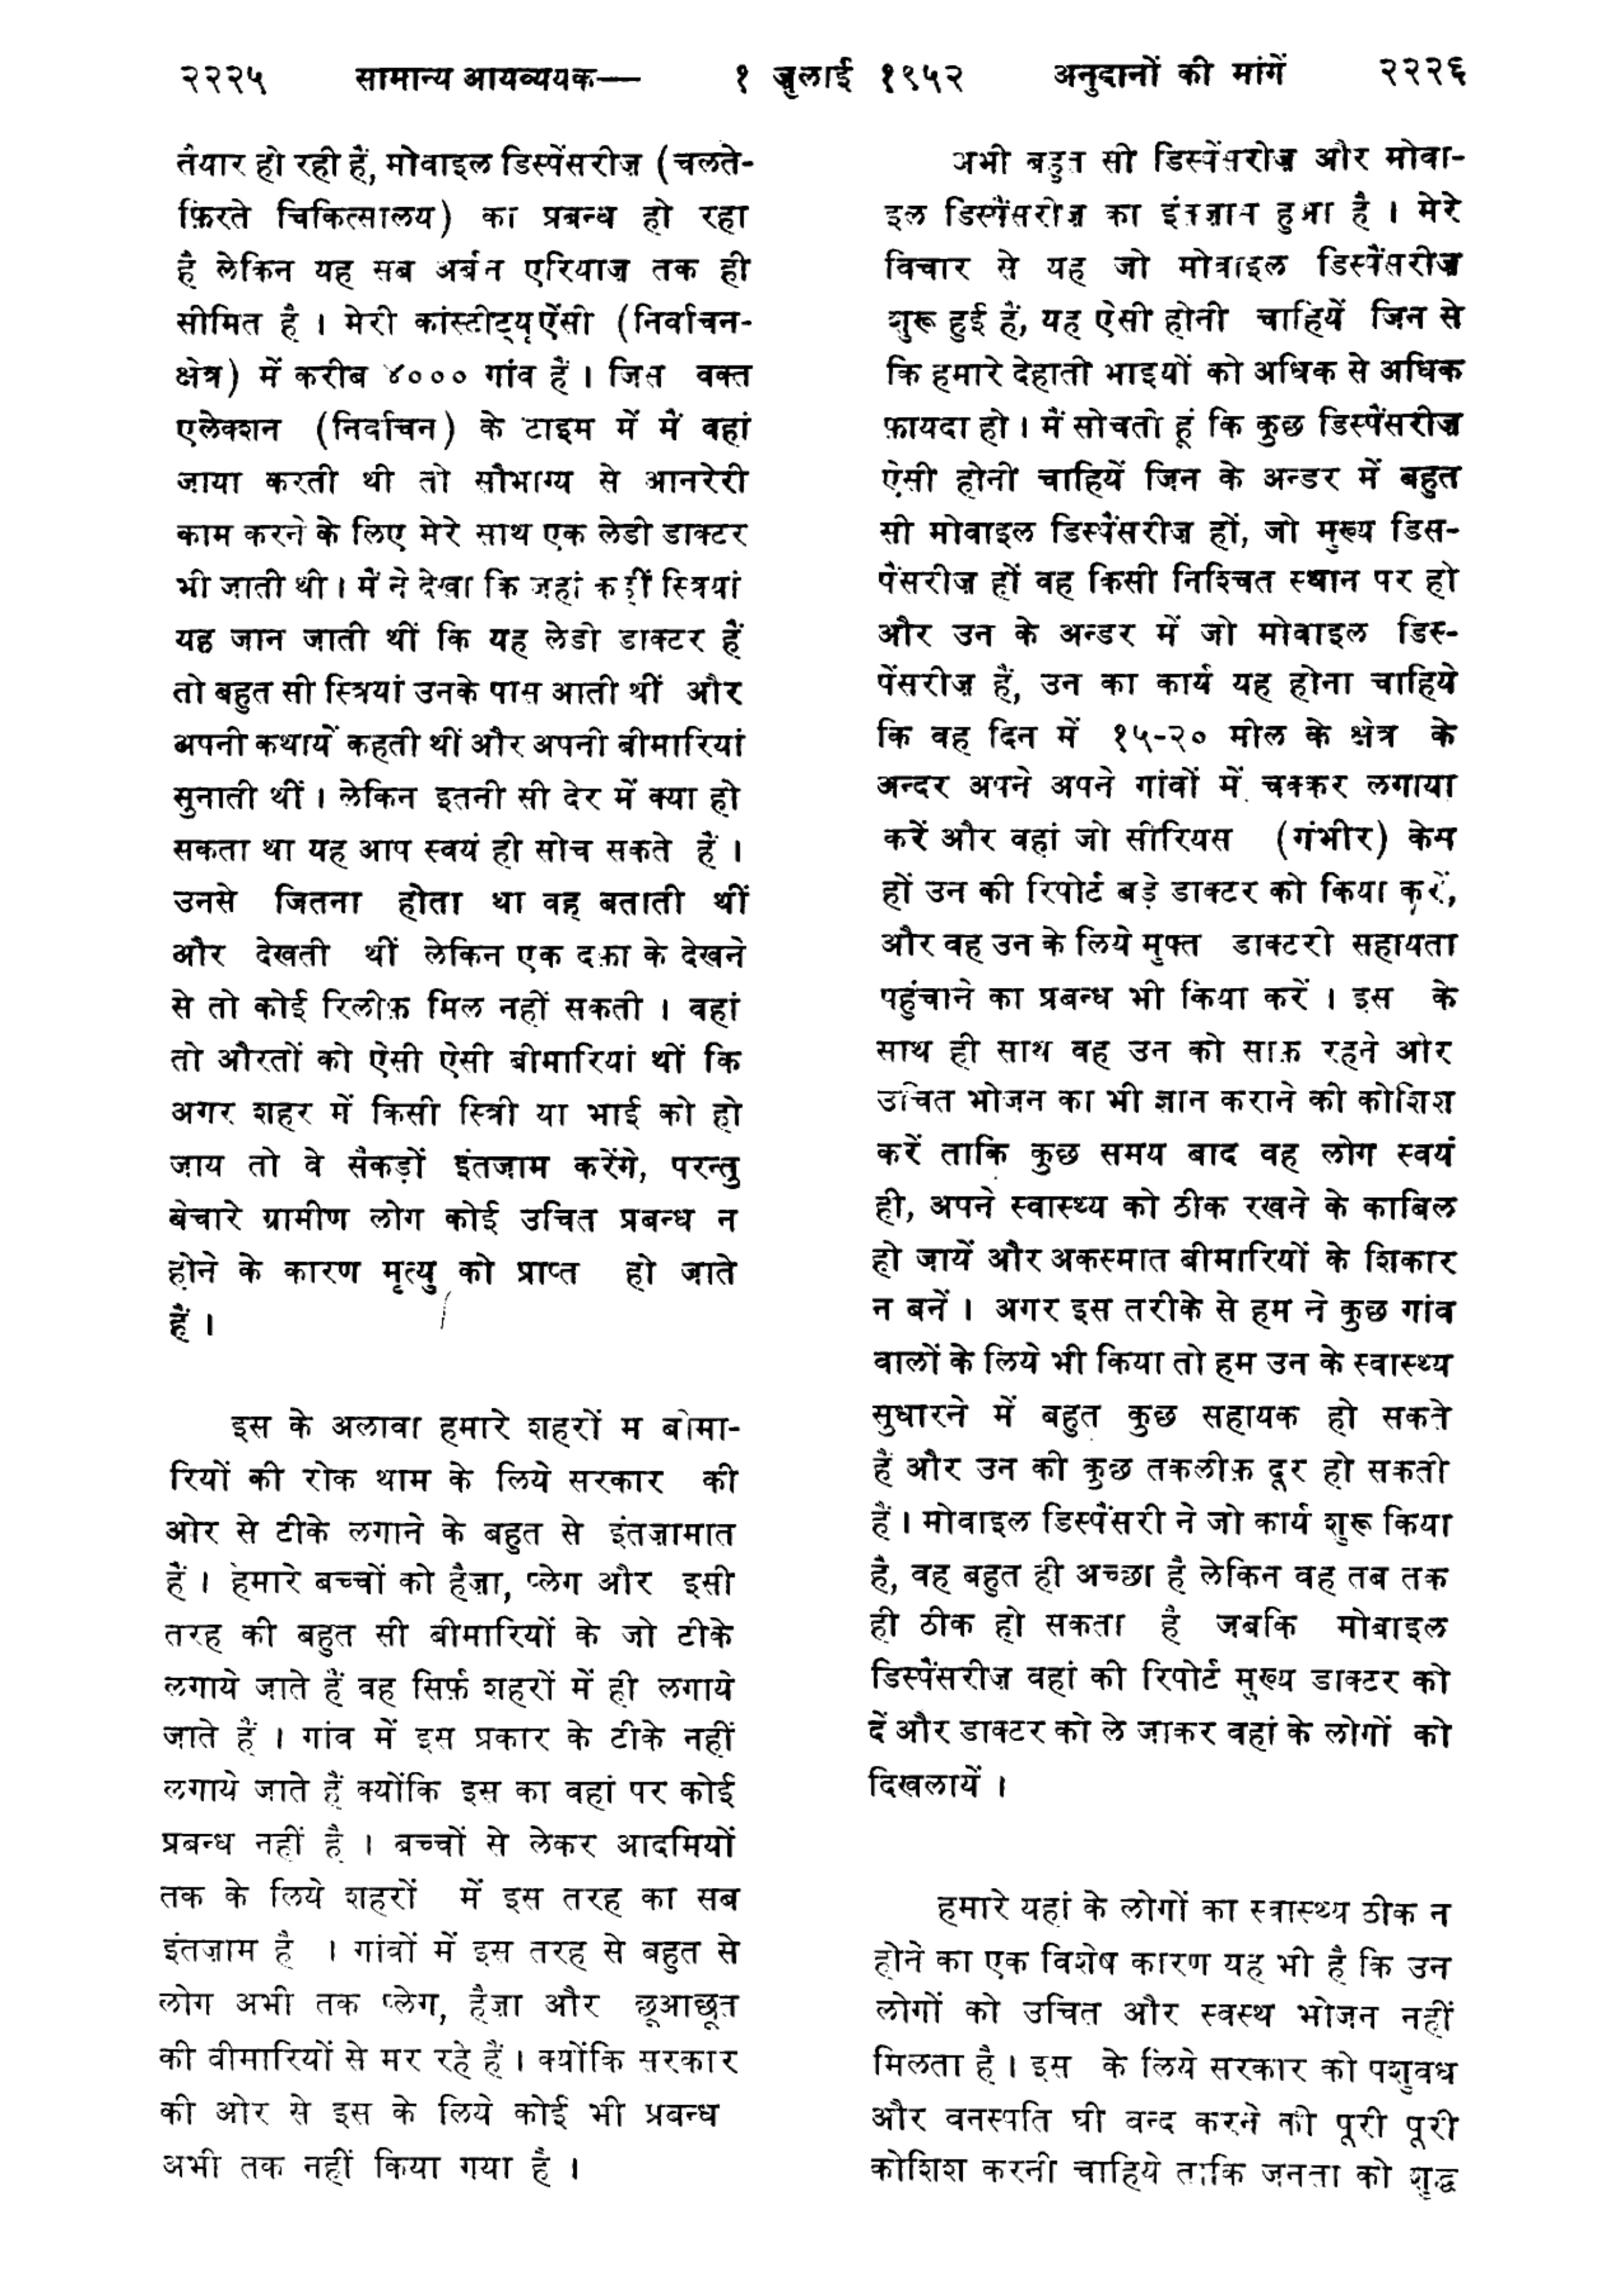 २२२५ सामान्य आयव्ययक— १ जुलाई १९५२ अनुदानों की मांगें २२२६
तैयार हो रही हैं, मोवाइल डिस्पेंसरीज़ (चलते-
फ़िरते चिकित्सालय) का प्रबन्ध हो रहा
है लेकिन यह सब अर्बन एरियाज़ तक ही
सीमित है । मेरी कांस्टीट्यूऐंसी (निर्वाचन-
क्षेत्र) में करीब ४००० गांव हैं । जिस वक्त
एलेक्शन (निर्वाचन) के टाइम में मैं वहां
जाया करती थी तो सौभाग्य से आनरेरी
काम करने के लिए मेरे साथ एक लेडी डाक्टर
भी जाती थी । मैं ने देखा कि जहां कहीं स्त्रियां
यह जान जाती थीं कि यह लेडी डाक्टर हैं
तो बहुत सी स्त्रियां उनके पास आती थीं और
अपनी कथायें कहती थीं और अपनी बीमारियां
सुनाती थीं । लेकिन इतनी सी देर में क्या हो
सकता था यह आप स्वयं ही सोच सकते हैं ।
उनसे जितना होता था वह बताती थीं
और देखती थीं लेकिन एक दफ़ा के देखने
से तो कोई रिलीफ़ मिल नहीं सकती । वहां
तो औरतों को ऐसी ऐसी बीमारियां थीं कि
अगर शहर में किसी स्त्री या भाई को हो
जाय तो वे सैकड़ों इंतजाम करेंगे, परन्तु
बेचारे ग्रामीण लोग कोई उचित प्रबन्ध न
होने के कारण मृत्यु को प्राप्त हो जाते
हैं ।
इस के अलावा हमारे शहरों म बीमा-
रियों की रोक थाम के लिये सरकार की
ओर से टीके लगाने के बहुत से इंतज़ामात
हैं । हमारे बच्चों को हैज़ा, प्लेग और इसी
तरह की बहुत सी बीमारियों के जो टीके
लगाये जाते हैं वह सिर्फ़ शहरों में ही लगाये
जाते हैं । गांव में इस प्रकार के टीके नहीं
लगाये जाते हैं क्योंकि इस का वहां पर कोई
प्रबन्ध नहीं है । बच्चों से लेकर आदमियों
तक के लिये शहरों में इस तरह का सब
इंतज़ाम है । गांवों में इस तरह से बहुत से
लोग अभी तक प्लेग, हैज़ा और छूआछूत
की बीमारियों से मर रहे हैं । क्योंकि सरकार
की ओर से इस के लिये कोई भी प्रबन्ध
अभी तक नहीं किया गया है ।
अभी बहुत सी डिस्पेंसरीज़ और मोवा-
इल डिस्पेंसरीज़ का इंतज़ाम हुआ है । मेरे
विचार से यह जो मोवाइल डिस्पेंसरीज़
शुरू हुई हैं, यह ऐसी होनी चाहियें जिन से
कि हमारे देहाती भाइयों को अधिक से अधिक
फ़ायदा हो । मैं सोचती हूं कि कुछ डिस्पेंसरीज़
ऐसी होनी चाहियें जिन के अन्डर में बहुत
सी मोवाइल डिस्पेंसरीज़ हों, जो मुख्य डिस-
पेंसरीज़ हों वह किसी निश्चित स्थान पर हो
और उन के अन्डर में जो मोवाइल डिस्-
पेंसरीज़ हैं, उन का कार्य यह होना चाहिये
कि वह दिन में १५-२० मील के क्षेत्र के
अन्दर अपने अपने गांवों में चक्कर लगाया
करें और वहां जो सीरियस (गंभीर) केस
हों उन की रिपोर्ट बड़े डाक्टर को किया करें,
और वह उन के लिये मुफ्त डाक्टरी सहायता
पहुंचाने का प्रबन्ध भी किया करें । इस के
साथ ही साथ वह उन को साफ़ रहने और
उचित भोजन का भी ज्ञान कराने की कोशिश
करें ताकि कुछ समय बाद वह लोग स्वयं
ही, अपने स्वास्थ्य को ठीक रखने के काबिल
हो जायें और अकस्मात बीमारियों के शिकार
न बनें । अगर इस तरीके से हम ने कुछ गांव
वालों के लिये भी किया तो हम उन के स्वास्थ्य
सुधारने में बहुत कुछ सहायक हो सकते
हैं और उन की कुछ तकलीफ़ दूर हो सकती
हैं । मोवाइल डिस्पैंसरी ने जो कार्य शुरू किया
है, वह बहुत ही अच्छा है लेकिन वह तब तक
ही ठीक हो सकता है जबकि मोबाइल
डिस्पैंसरीज़ वहां की रिपोर्ट मुख्य डाक्टर को
दें और डाक्टर को ले जाकर वहां के लोगों को
दिखलायें ।
हमारे यहां के लोगों का स्वास्थ्य ठीक न
होने का एक विशेष कारण यह भी है कि उन
लोगों को उचित और स्वस्थ भोजन नहीं
मिलता है । इस के लिये सरकार को पशुवध
और वनस्पति घी बन्द करने की पूरी पूरी
कोशिश करनी चाहिये ताकि जनता को शुद्ध